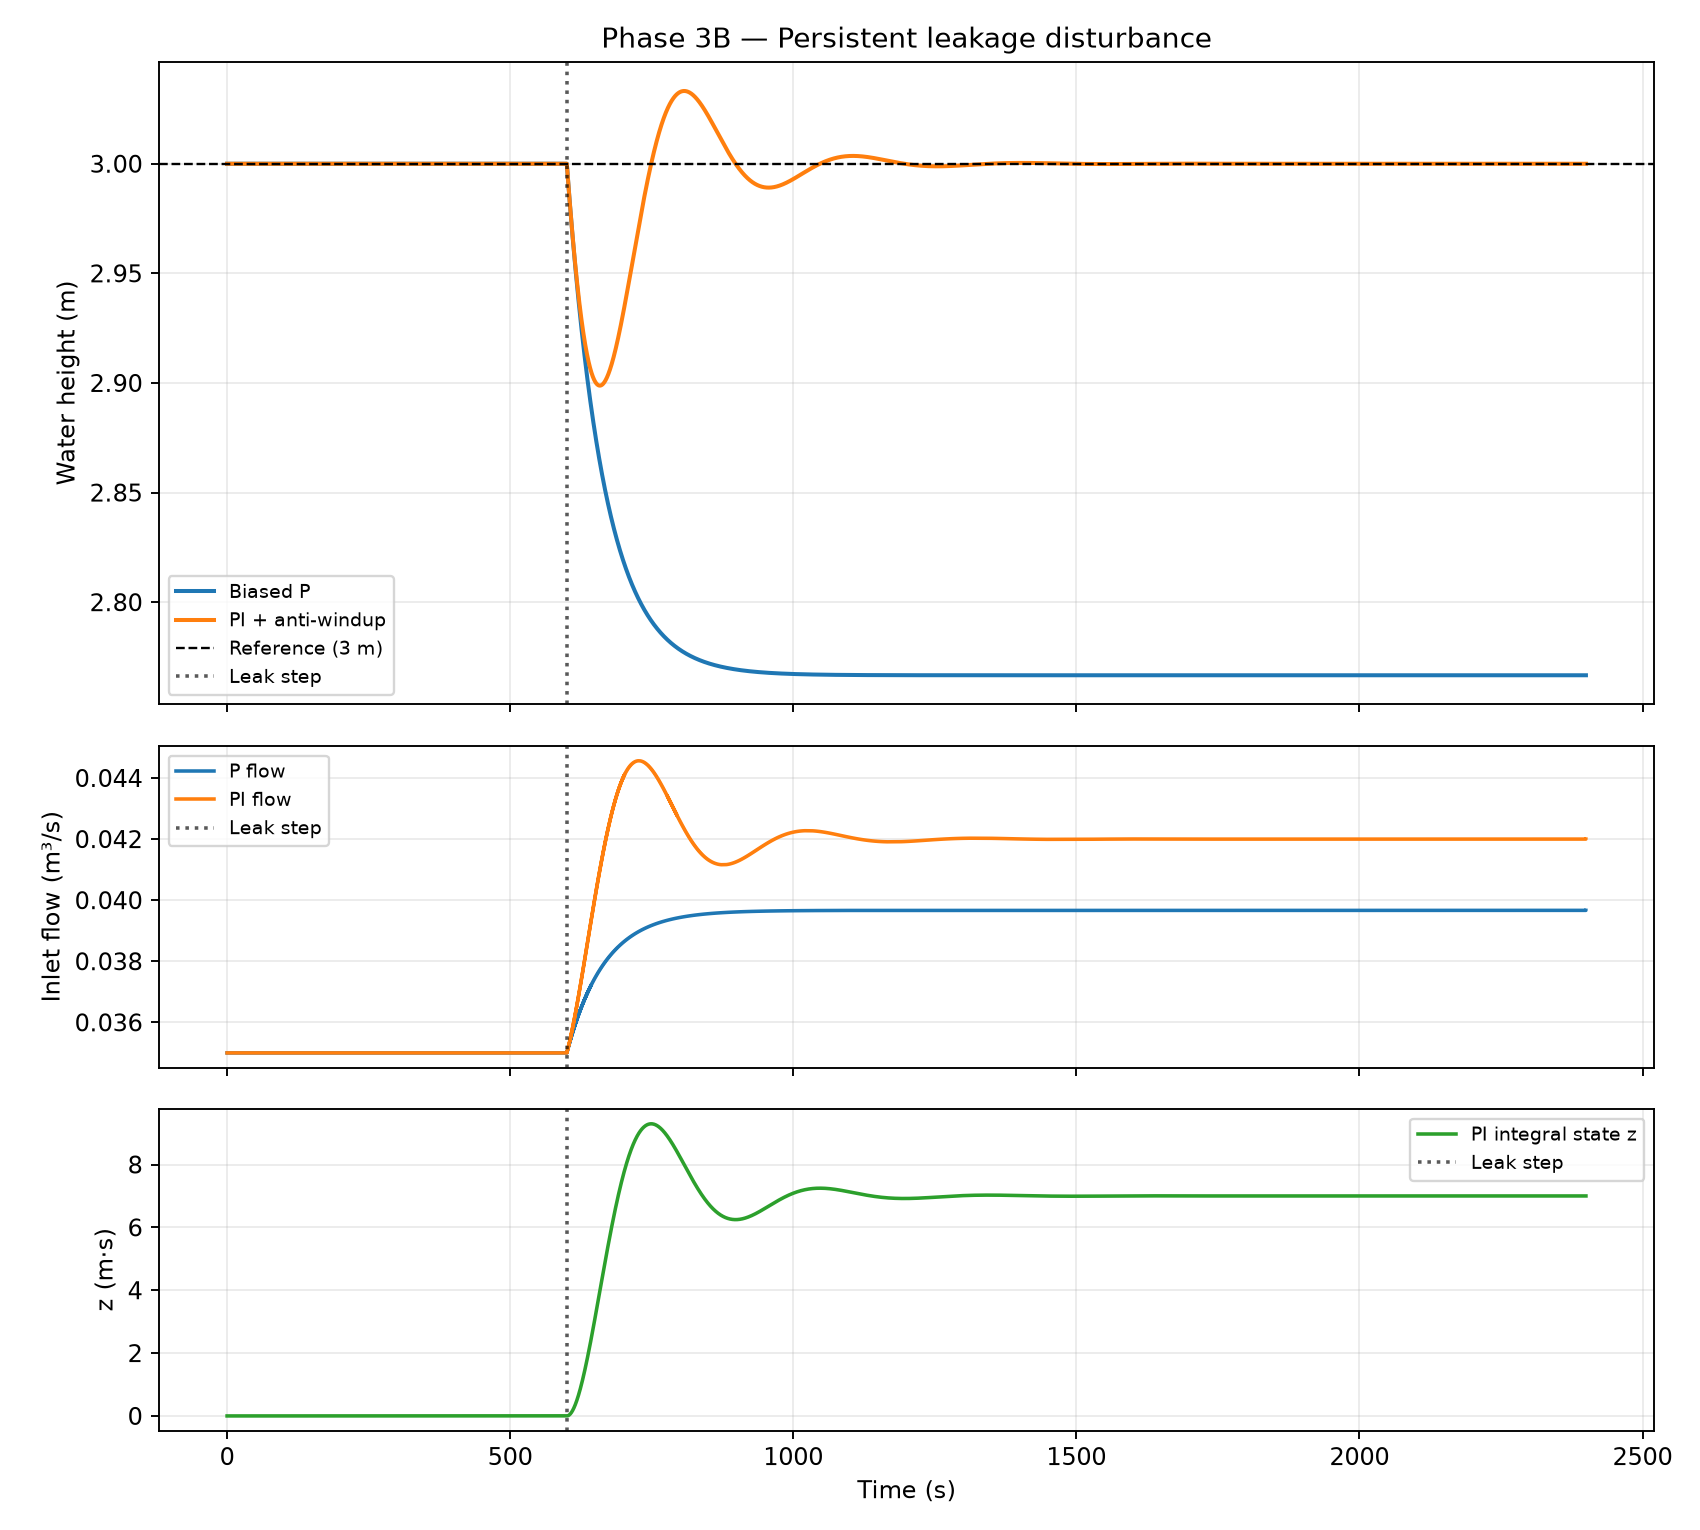 Phase 3B — Persistent leakage disturbance
Water height (m)
3.00
2.95
2.90
2.85
2.80
Biased P
PI + anti-windup
Reference (3 m)
Leak step
Inlet flow (m³/s)
0.044
0.042
0.040
0.038
0.036
P flow
PI flow
Leak step
z (m·s)
8
6
4
2
0
PI integral state z
Leak step
0
500
1000
1500
2000
2500
Time (s)